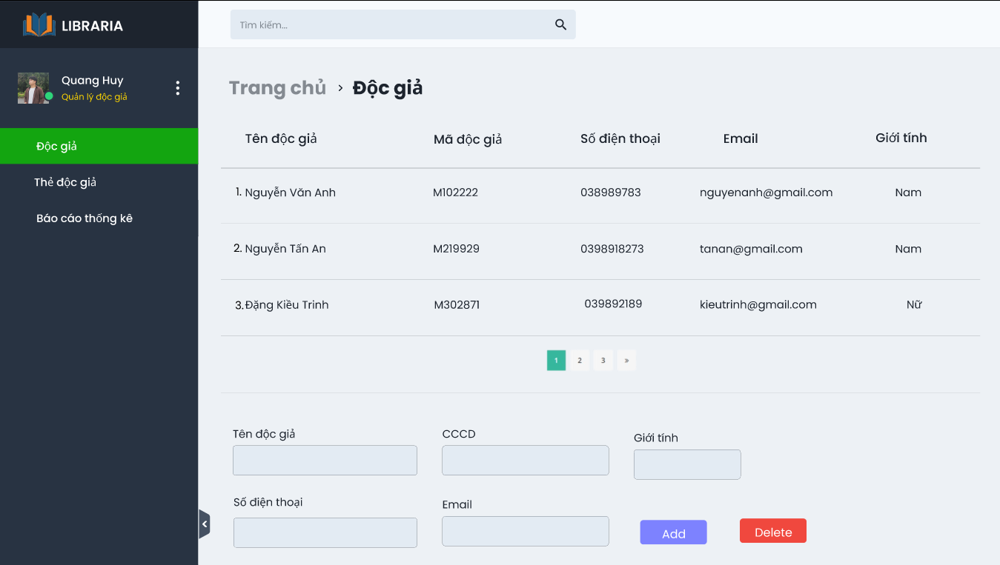 LIBRARIA
Tìm kiếm...
Quang Huy
Quản lý độc giả
Độc giả
Thẻ độc giả
Báo cáo thống kê
Trang chủ › Độc giả
Tên độc giả Mã độc giả Số điện thoại Email Giới tính
1. Nguyễn Văn Anh M102222 038989783 nguyenanh@gmail.com Nam
2. Nguyễn Tấn An M219929 0398918273 tanan@gmail.com Nam
3. Đặng Kiều Trinh M302871 039892189 kieutrinh@gmail.com Nữ
1 2 3 »
Tên độc giả CCCD Giới tính
Số điện thoại Email
Add Delete